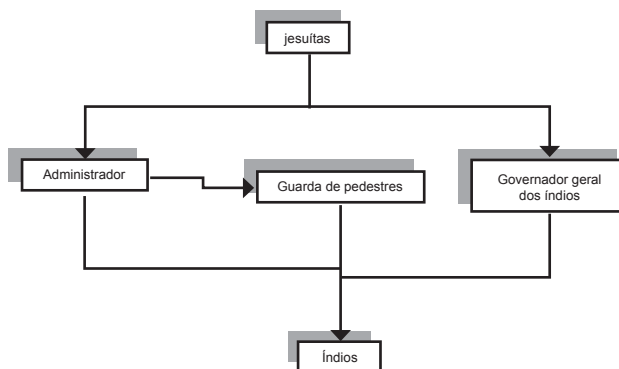 jesuítas
Administrador
Guarda de pedestres
Governador geral
dos índios
Índios